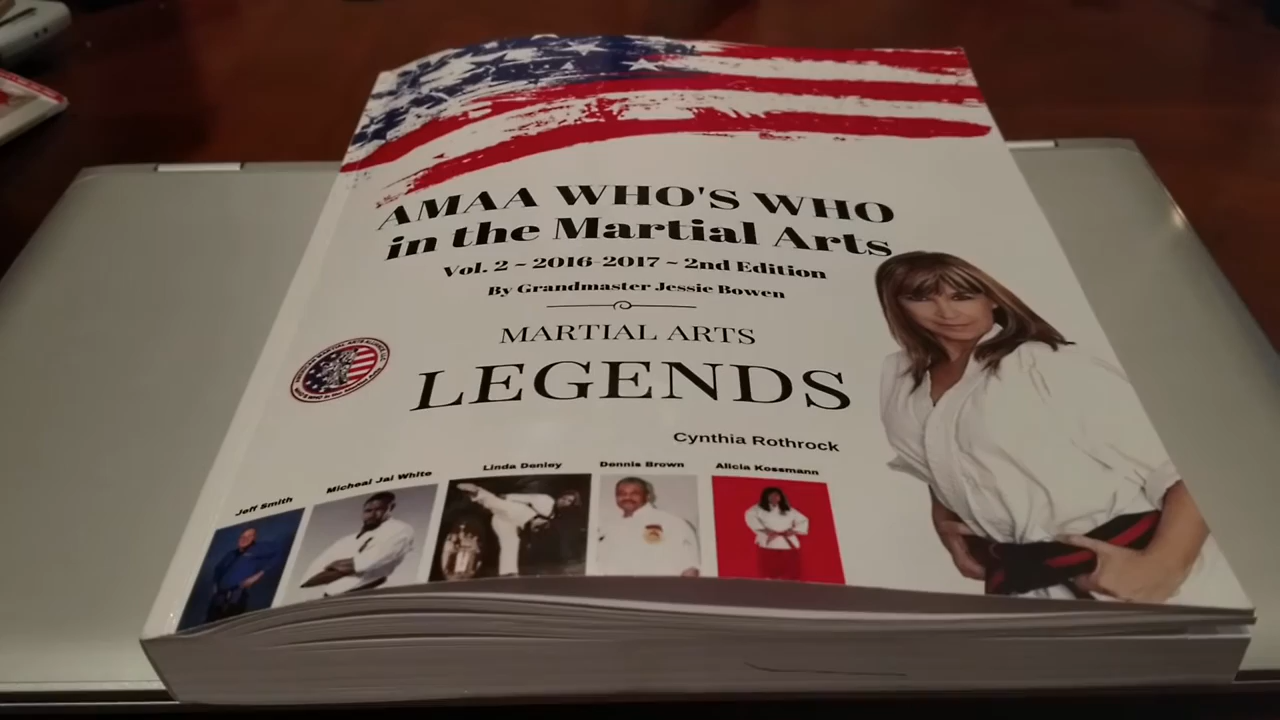 AMAA WHO'S WHO
in the Martial Arts
Vol. 2 ~ 2016-2017 ~ 2nd Edition
By Grandmaster Jessie Bowen
MARTIAL ARTS
LEGENDS
Cynthia Rothrock
Jeff Smith
Micheal Jai White
Linda Denley
Dennis Brown
Alicia Kossmann